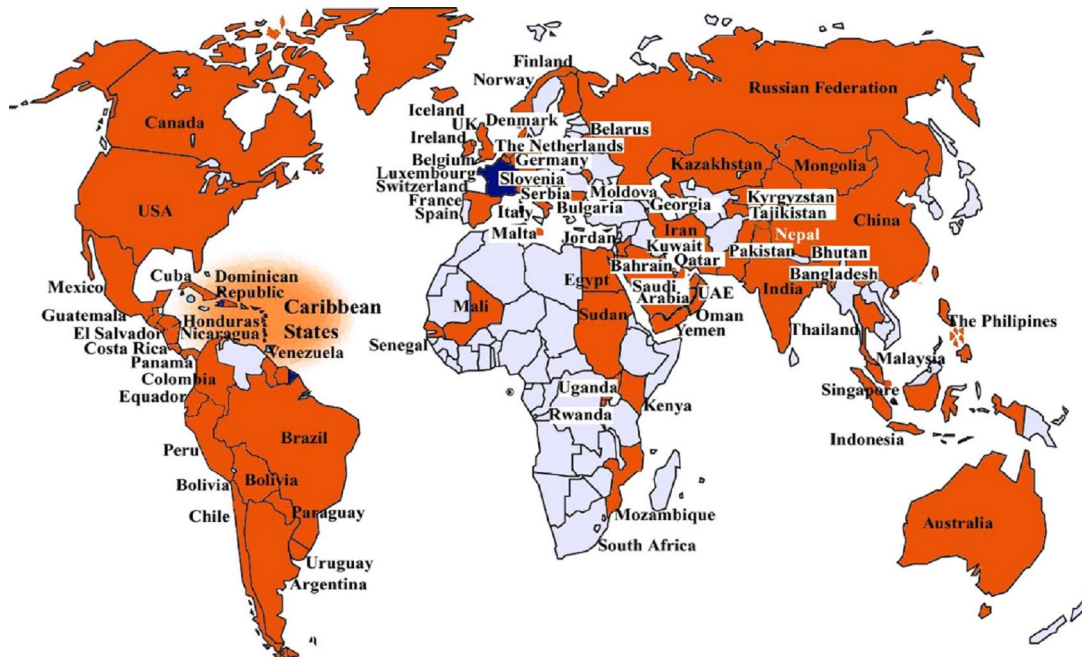 Finland
Norway
Russian Federation
Iceland
Denmark
UK
Canada
Belarus
Ireland
The Netherlands
Belgium
Germany
Kazakhstan
Mongolia
Luxembourg
Slovenia
Switzerland
Serbia
Moldova
Kyrgyzstan
France
Bulgaria
Georgia
Tajikistan
USA
Spain
Italy
China
Malta
Jordan
Iran
Nepal
Kuwait
Pakistan
Bhutan
Qatar
Cuba
Dominican
Republic
Bahrain
Bangladesh
Mexico
Egypt
Saudi
Arabia
UAE
India
Caribbean
States
Mali
Guatemala
Honduras
Sudan
Oman
The Philipines
El Salvador
Nicaragua
Yemen
Thailand
Costa Rica
Venezuela
Senegal
Malaysia
Panama
Colombia
Uganda
Singapore
Equador
Kenya
Rwanda
Brazil
Indonesia
Peru
Bolivia
Bolivia
Chile
Paraguay
Mozambique
Australia
South Africa
Uruguay
Argentina